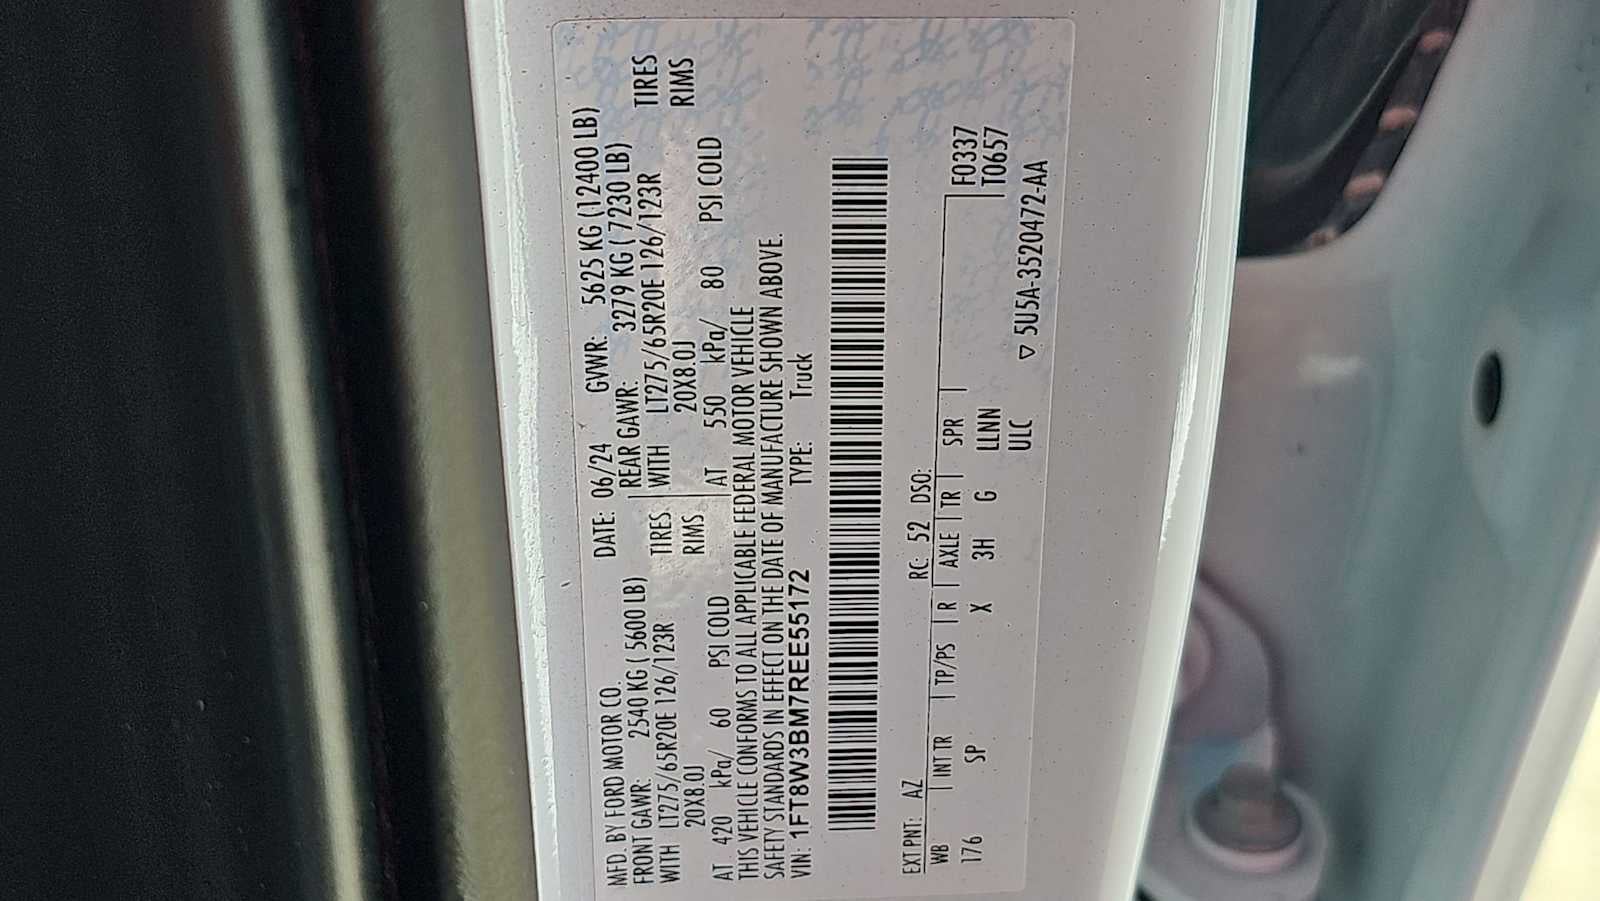 MFD. BY FORD MOTOR CO. DATE: 06/24 GVWR: 5625 KG (12400 LB)
FRONT GAWR: 2540 KG ( 5600 LB) REAR GAWR: 3279 KG ( 7230 LB)
WITH LT275/65R20E 126/123R TIRES WITH LT275/65R20E 126/123R TIRES
20X8.0J RIMS 20X8.0J RIMS
AT 420 kPa/ 60 PSI COLD AT 550 kPa/ 80 PSI COLD
THIS VEHICLE CONFORMS TO ALL APPLICABLE FEDERAL MOTOR VEHICLE
SAFETY STANDARDS IN EFFECT ON THE DATE OF MANUFACTURE SHOWN ABOVE.
VIN: 1FT8W3BM7REE55172 TYPE: Truck
EXT PNT: AZ RC: 52 DSO:
WB INT TR TP/PS R AXLE TR SPR F0337
176 SP X 3H G LLNN T0657
ULC ▽ 5U5A-3520472-AA